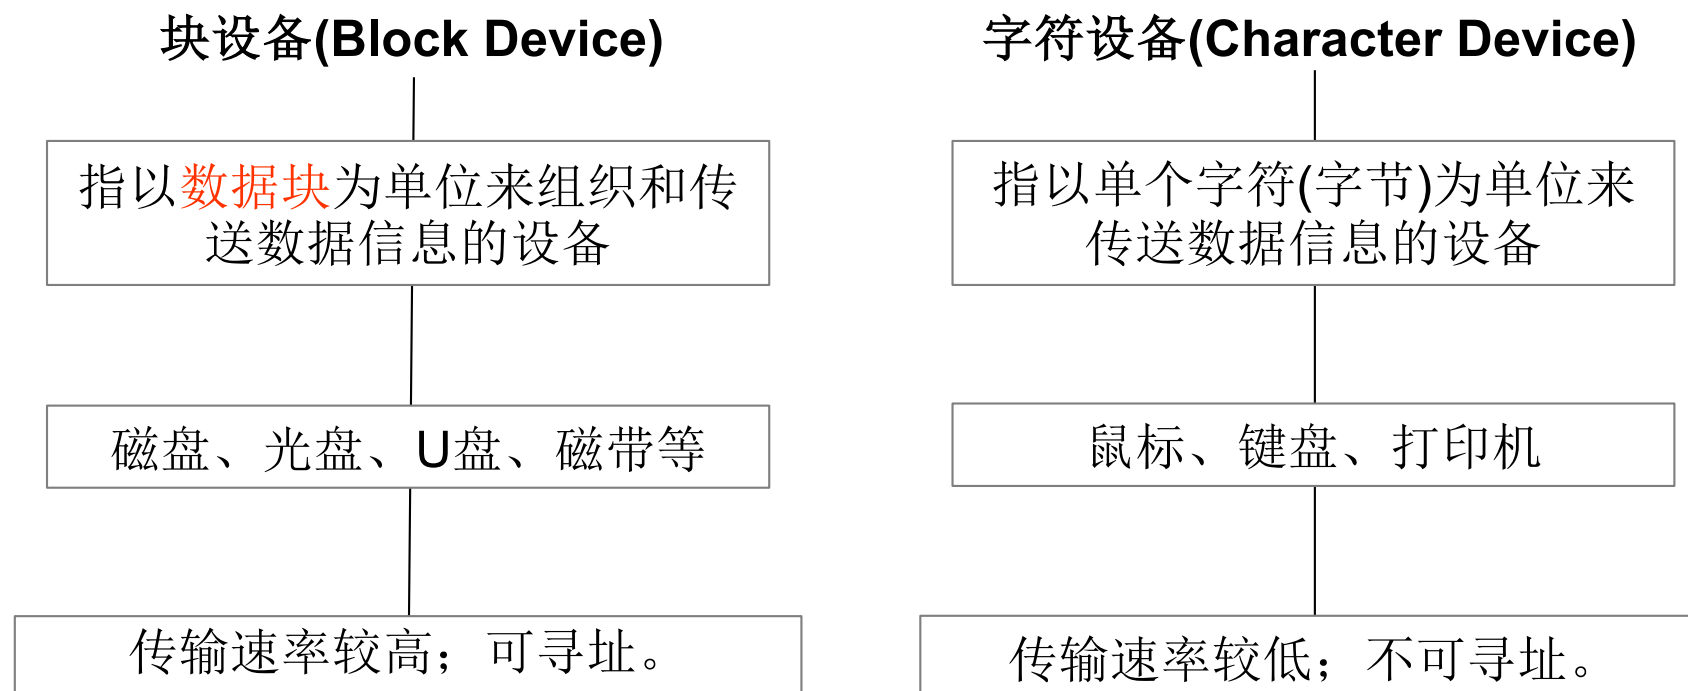 块设备(Block Device)
指以数据块为单位来组织和传
送数据信息的设备
磁盘、光盘、U盘、磁带等
传输速率较高；可寻址。
字符设备(Character Device)
指以单个字符(字节)为单位来
传送数据信息的设备
鼠标、键盘、打印机
传输速率较低；不可寻址。